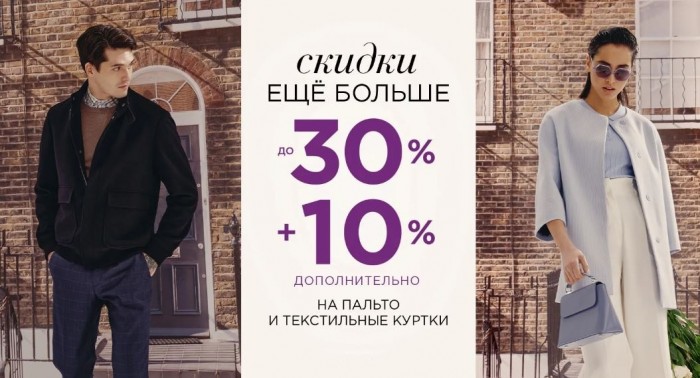 скидки
ЕЩЁ БОЛЬШЕ
до 30%
+10%
ДОПОЛНИТЕЛЬНО
НА ПАЛЬТО
И ТЕКСТИЛЬНЫЕ КУРТКИ